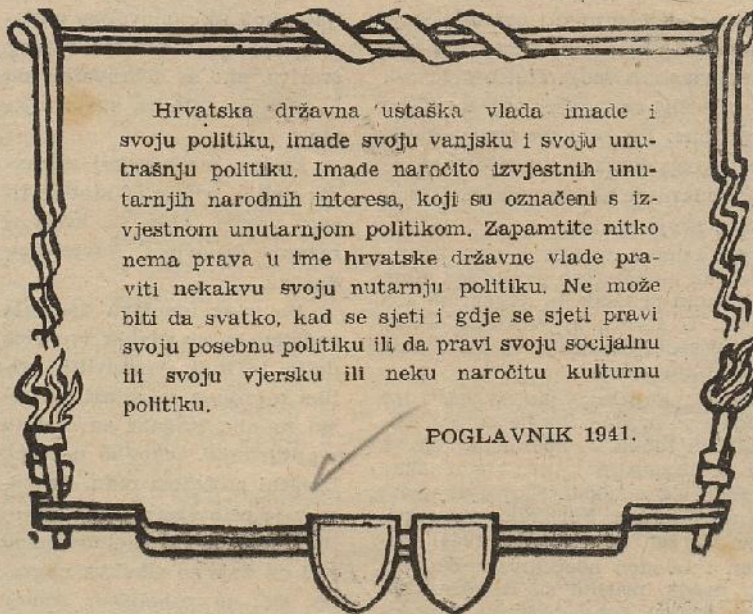 Hrvatska državna ustaška vlada imade i
svoju politiku, imade svoju vanjsku i svoju unu-
trašnju politiku. Imade naročito izvjestnih unu-
tarnjih narodnih interesa, koji su označeni s iz-
vjestnom unutarnjom politikom. Zapamtite nitko
nema prava u ime hrvatske državne vlade pra-
viti nekakvu svoju nutarnju politiku. Ne može
biti da svatko, kad se sjeti i gdje se sjeti pravi
svoju posebnu politiku ili da pravi svoju socijalnu
ili svoju vjersku ili neku naročitu kulturnu
politiku.
POGLAVNIK 1941.